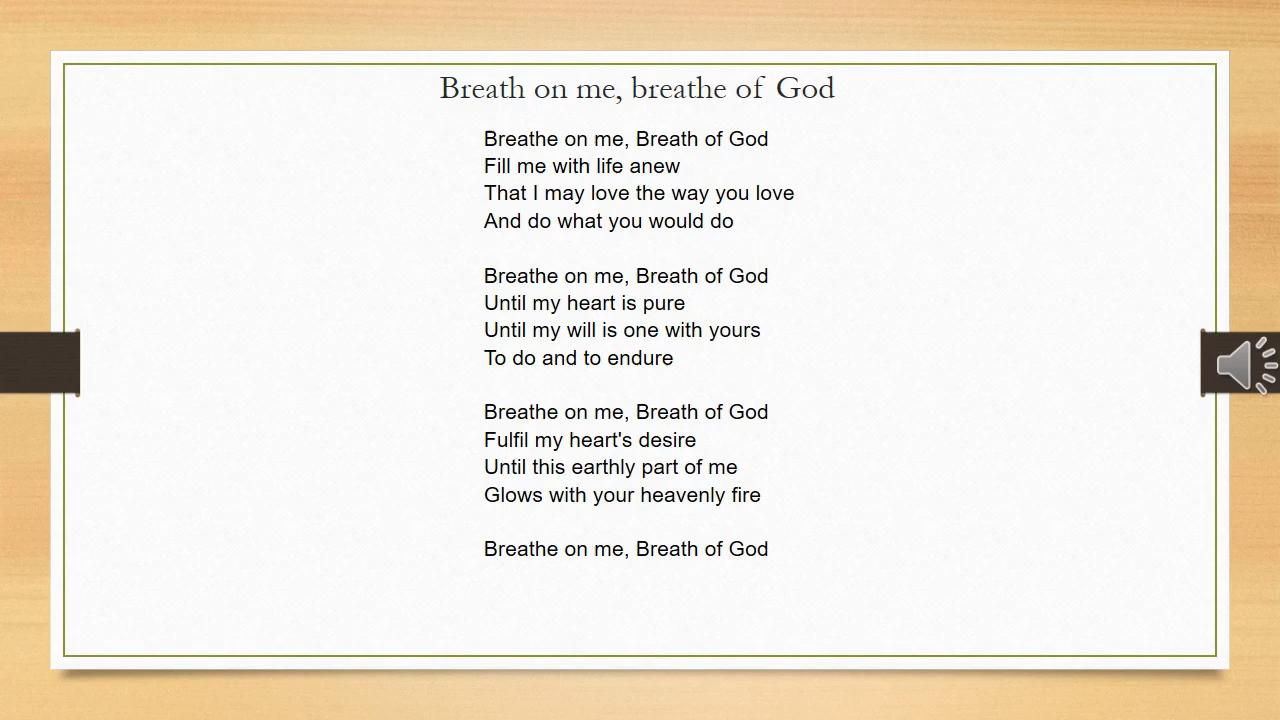 Breath on me, breathe of God
Breathe on me, Breath of God
Fill me with life anew
That I may love the way you love
And do what you would do
Breathe on me, Breath of God
Until my heart is pure
Until my will is one with yours
To do and to endure
Breathe on me, Breath of God
Fulfil my heart's desire
Until this earthly part of me
Glows with your heavenly fire
Breathe on me, Breath of God